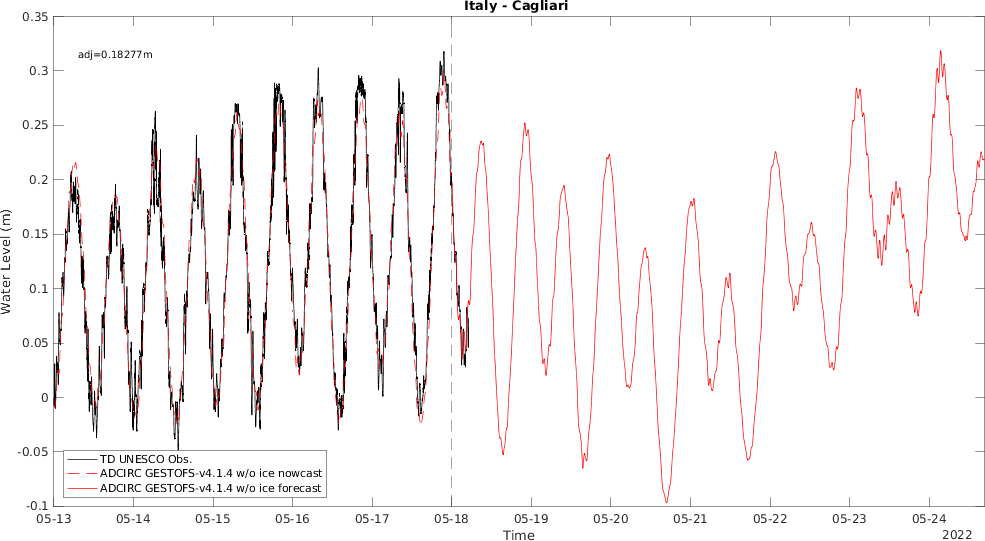 Italy - Cagliari
0.35
adj=0.18277m
0.3
0.25
0.2
0.15
0.1
0.05
0
-0.05
-0.1
Water Level (m)
TD UNESCO Obs.
ADCIRC GESTOFS-v4.1.4 w/o ice nowcast
ADCIRC GESTOFS-v4.1.4 w/o ice forecast
05-13 05-14 05-15 05-16 05-17 05-18 05-19 05-20 05-21 05-22 05-23 05-24
Time
2022